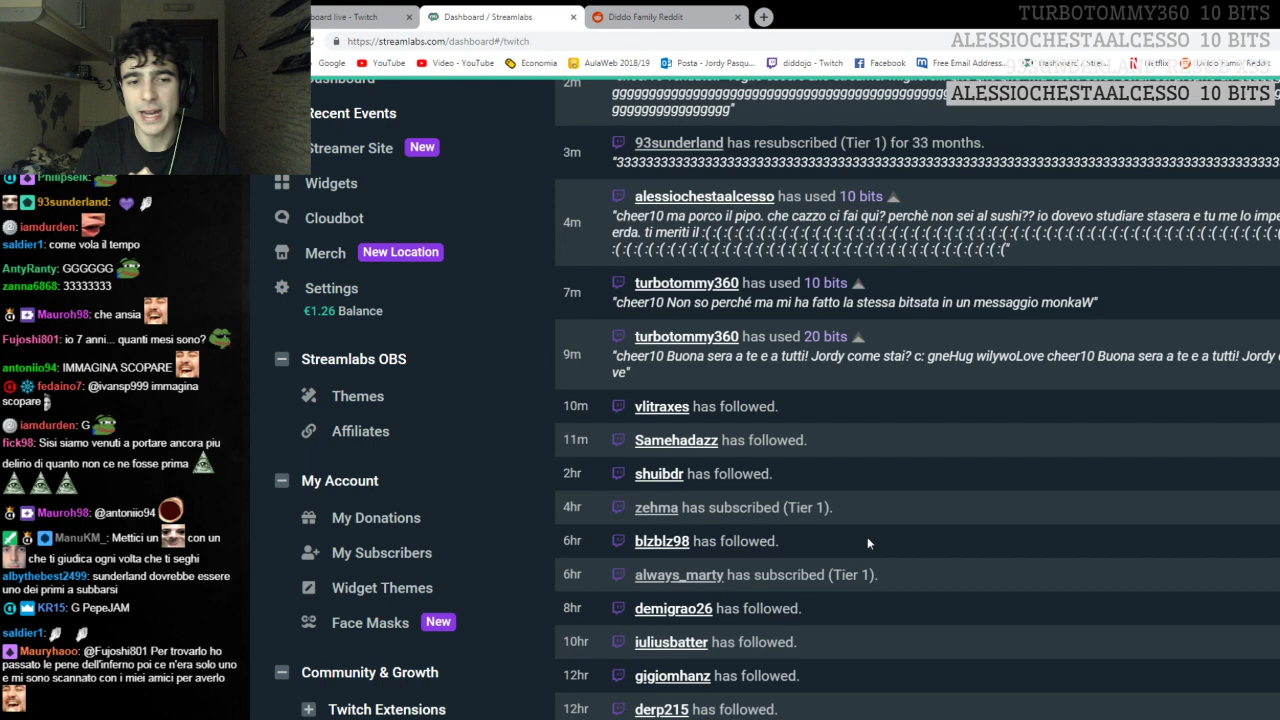 board live - Twitch
Dashboard / Streamlabs
Diddo Family Reddit
https://streamlabs.com/dashboard#/twitch
Google
YouTube
Video - YouTube
Economia
AulaWeb 2018/19
Posta - Jordy Pasqu...
diddojo - Twitch
Facebook
Free Email Address...
Dashboard / Strea...
Netflix
Diddo Family Reddit
TURBOTOMMY360 10 BITS
ALESSIOCHESTAALCESSO 10 BITS
ALESSIOCHESTAALCESSO 10 BITS
Philipseik:
93sunderland:
iamdurden:
saldier1: come vola il tempo
AntyRanty: GGGGGG
zanna6868: 33333333
Mauroh98: che ansia
Fujoshi801: io 7 anni... quanti mesi sono?
antoniio94: IMMAGINA SCOPARE
fedaino7: @ivansp999 immagina
scopare
iamdurden: G
fick98: Sisi siamo venuti a portare ancora piu
delirio di quanto non ce ne fosse prima
Mauroh98: @antoniio94
ManuKM_: Mettici un con un
che ti giudica ogni volta che ti seghi
albythebest2499: sunderland dovrebbe essere
uno dei primi a subbarsi
KR15: G PepeJAM
saldier1:
Mauryhaoo: @Fujoshi801 Per trovarlo ho
passato le pene dell'inferno poi ce n'era solo uno
e mi sono scannato con i miei amici per averlo
Dashboard
Recent Events
Streamer Site New
Widgets
Cloudbot
Merch New Location
Settings
€1.26 Balance
Streamlabs OBS
Themes
Affiliates
My Account
My Donations
My Subscribers
Widget Themes
Face Masks New
Community & Growth
Twitch Extensions
2m
gggggggggggggggggg"
3m 93sunderland has resubscribed (Tier 1) for 33 months.
4m alessiochestaalcesso has used 10 bits
"cheer10 ma porco il pipo. che cazzo ci fai qui? perchè non sei al sushi?? io dovevo studiare stasera e tu me lo impe
erda. ti meriti il :(:(:(:(:(:(:(:(:(:(:(:(:(:(:(:(:(:(:(:(:(:(:(:(:(:(:(:(:(:(:(:(:(:(:(:(:(:(:(:(:(:(
:(:(:(:(:(:(:(:(:(:(:(:(:(:(:(:(:(:(:(:(:(:(:(:(:(:(:("
7m turbotommy360 has used 10 bits
"cheer10 Non so perché ma mi ha fatto la stessa bitsata in un messaggio monkaW"
9m turbotommy360 has used 20 bits
"cheer10 Buona sera a te e a tutti! Jordy come stai? c: gneHug wilywoLove cheer10 Buona sera a te e a tutti! Jordy c
ve"
10m vlitraxes has followed.
11m Samehadazz has followed.
2hr shuibdr has followed.
4hr zehma has subscribed (Tier 1).
6hr blzblz98 has followed.
6hr always_marty has subscribed (Tier 1).
8hr demigrao26 has followed.
10hr iuliusbatter has followed.
12hr gigiomhanz has followed.
12hr derp215 has followed.